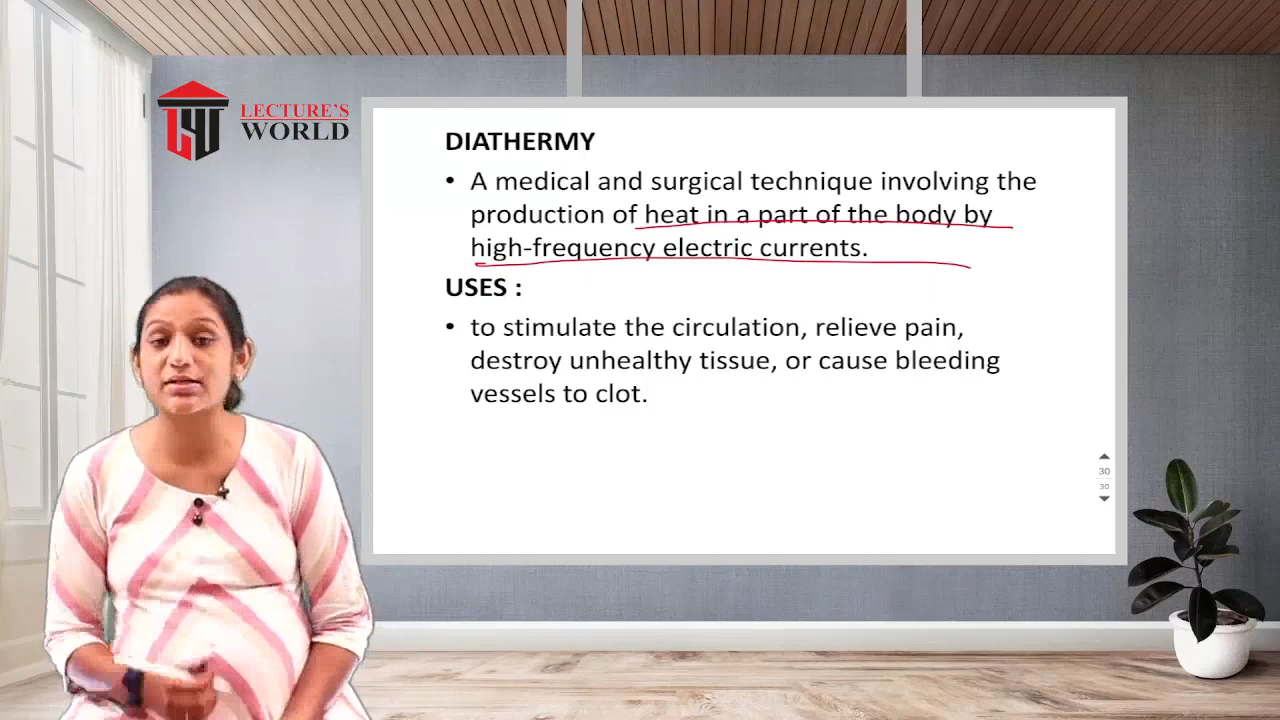 LECTURE'S
WORLD
DIATHERMY
• A medical and surgical technique involving the
production of heat in a part of the body by
high-frequency electric currents.
USES :
• to stimulate the circulation, relieve pain,
destroy unhealthy tissue, or cause bleeding
vessels to clot.
30
30